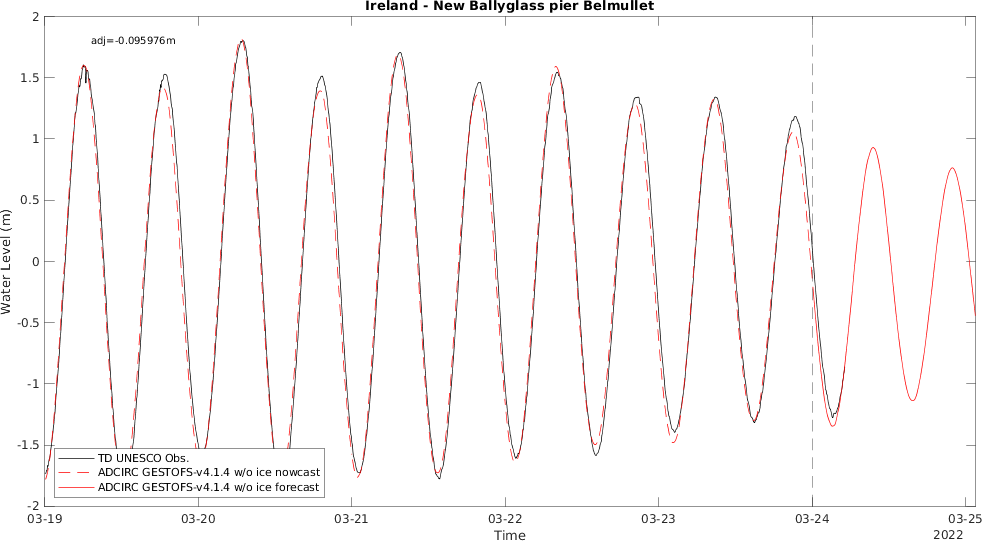 Ireland - New Ballyglass pier Belmullet
adj=-0.095976m
2
1.5
1
0.5
0
-0.5
-1
-1.5
-2
Water Level (m)
TD UNESCO Obs.
ADCIRC GESTOFS-v4.1.4 w/o ice nowcast
ADCIRC GESTOFS-v4.1.4 w/o ice forecast
03-19 03-20 03-21 03-22 03-23 03-24 03-25
Time
2022